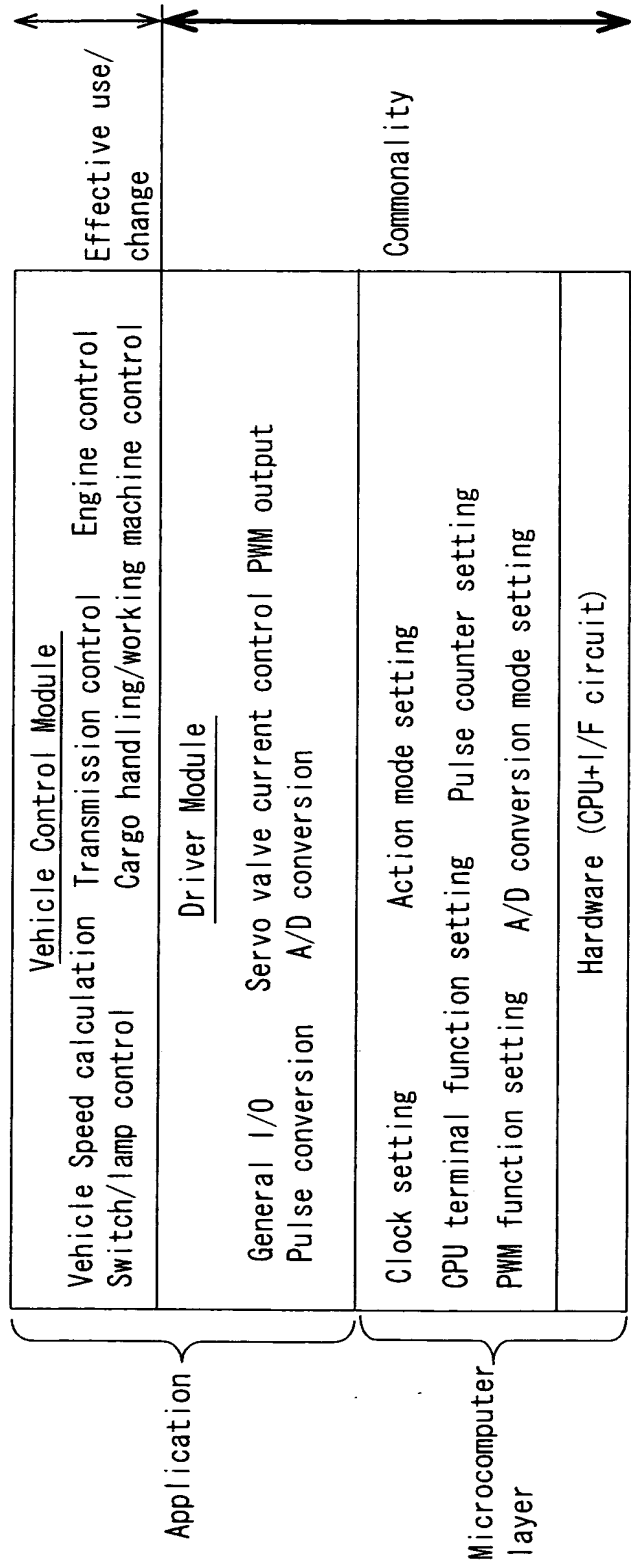 Application
Microcomputer
layer
Vehicle Control Module
Vehicle Speed calculation Transmission control Engine control
Switch/lamp control Cargo handling/working machine control
Driver Module
General I/O Servo valve current control PWM output
Pulse conversion A/D conversion
Clock setting Action mode setting
CPU terminal function setting Pulse counter setting
PWM function setting A/D conversion mode setting
Hardware (CPU+I/F circuit)
Effective use/
change
Commonality